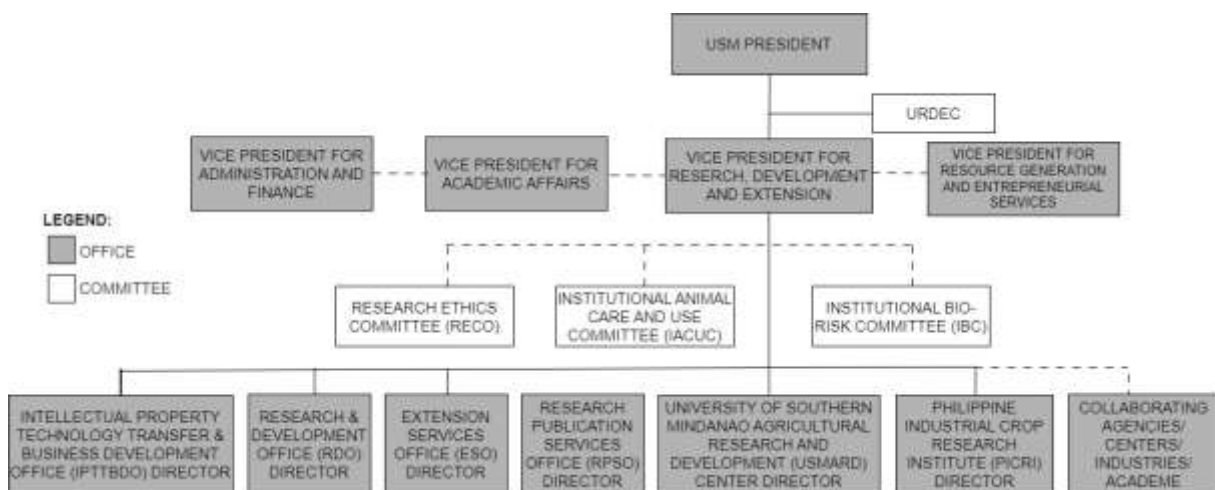 USM PRESIDENT
URDEC
VICE PRESIDENT FOR
ADMINISTRATION AND
FINANCE
VICE PRESIDENT FOR
ACADEMIC AFFAIRS
VICE PRESIDENT FOR
RESERCH, DEVELOPMENT
AND EXTENSION
VICE PRESIDENT FOR
RESOURCE GENERATION
AND ENTREPRENEURIAL
SERVICES
LEGEND:
OFFICE
COMMITTEE
RESEARCH ETHICS
COMMITTEE (RECO)
INSTITUTIONAL ANIMAL
CARE AND USE
COMMITTEE (IACUC)
INSTITUTIONAL BIO-
RISK COMMITTEE (IBC)
INTELLECTUAL PROPERTY
TECHNOLOGY TRANSFER &
BUSINESS DEVELOPMENT
OFFICE (IPTTBDO) DIRECTOR
RESEARCH &
DEVELOPMENT
OFFICE (RDO)
DIRECTOR
EXTENSION
SERVICES
OFFICE (ESO)
DIRECTOR
RESEARCH
PUBLICATION
SERVICES
OFFICE (RPSO)
DIRECTOR
UNIVERSITY OF SOUTHERN
MINDANAO AGRICULTURAL
RESEARCH AND
DEVELOPMENT (USMARD)
CENTER DIRECTOR
PHILIPPINE
INDUSTRIAL CROP
RESEARCH
INSTITUTE (PICRI)
DIRECTOR
COLLABORATING
AGENCIES/
CENTERS/
INDUSTRIES/
ACADEME